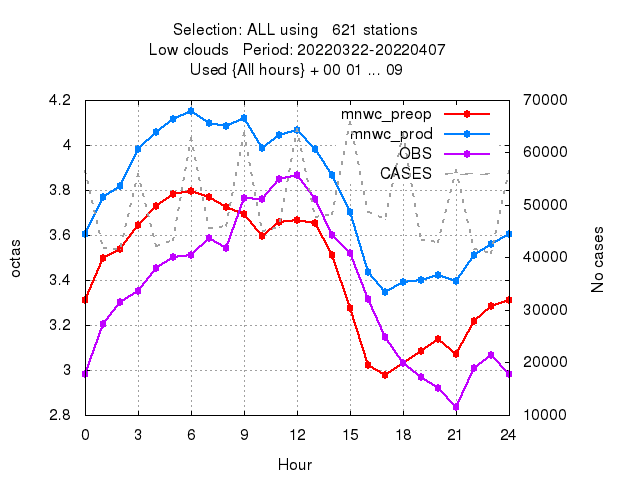 Selection: ALL using   621 stations
Low clouds   Period: 20220322-20220407
Used {All hours} + 00 01 ... 09
4.2
4
3.8
3.6
3.4
3.2
3
2.8
70000
60000
50000
40000
30000
20000
10000
mnwc_preop
mnwc_prod
OBS
CASES
octas
No cases
0 3 6 9 12 15 18 21 24
Hour